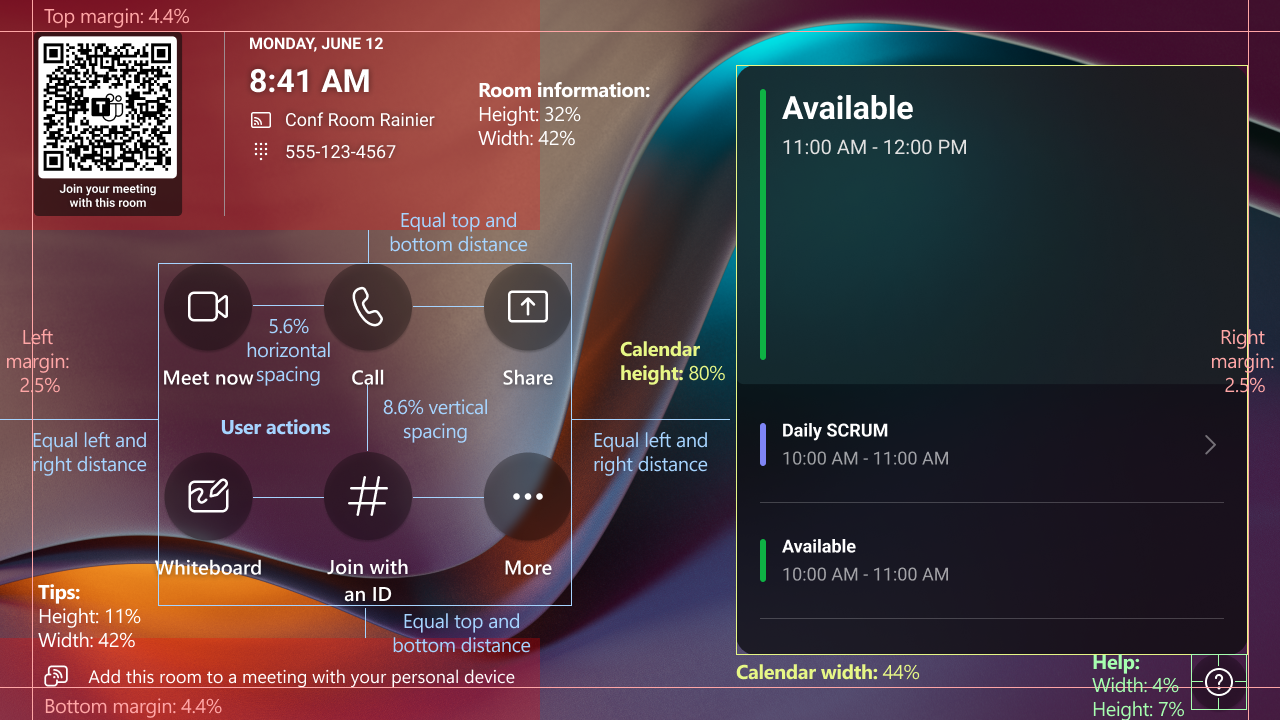 Top margin: 4.4%
MONDAY, JUNE 12
8:41 AM
Conf Room Rainier
555-123-4567
Join your meeting
with this room
Room information:
Height: 32%
Width: 42%
Available
11:00 AM - 12:00 PM
Equal top and
bottom distance
Left
margin:
2.5%
5.6%
horizontal
spacing
Meet now
Call
Share
Calendar
height: 80%
Right
margin:
2.5%
User actions
8.6% vertical
spacing
Equal left and
right distance
Equal left and
right distance
Daily SCRUM
10:00 AM - 11:00 AM
Whiteboard
Join with
an ID
More
Available
10:00 AM - 11:00 AM
Tips:
Height: 11%
Width: 42%
Equal top and
bottom distance
Add this room to a meeting with your personal device
Calendar width: 44%
Help:
Width: 4%
Height: 7%
Bottom margin: 4.4%